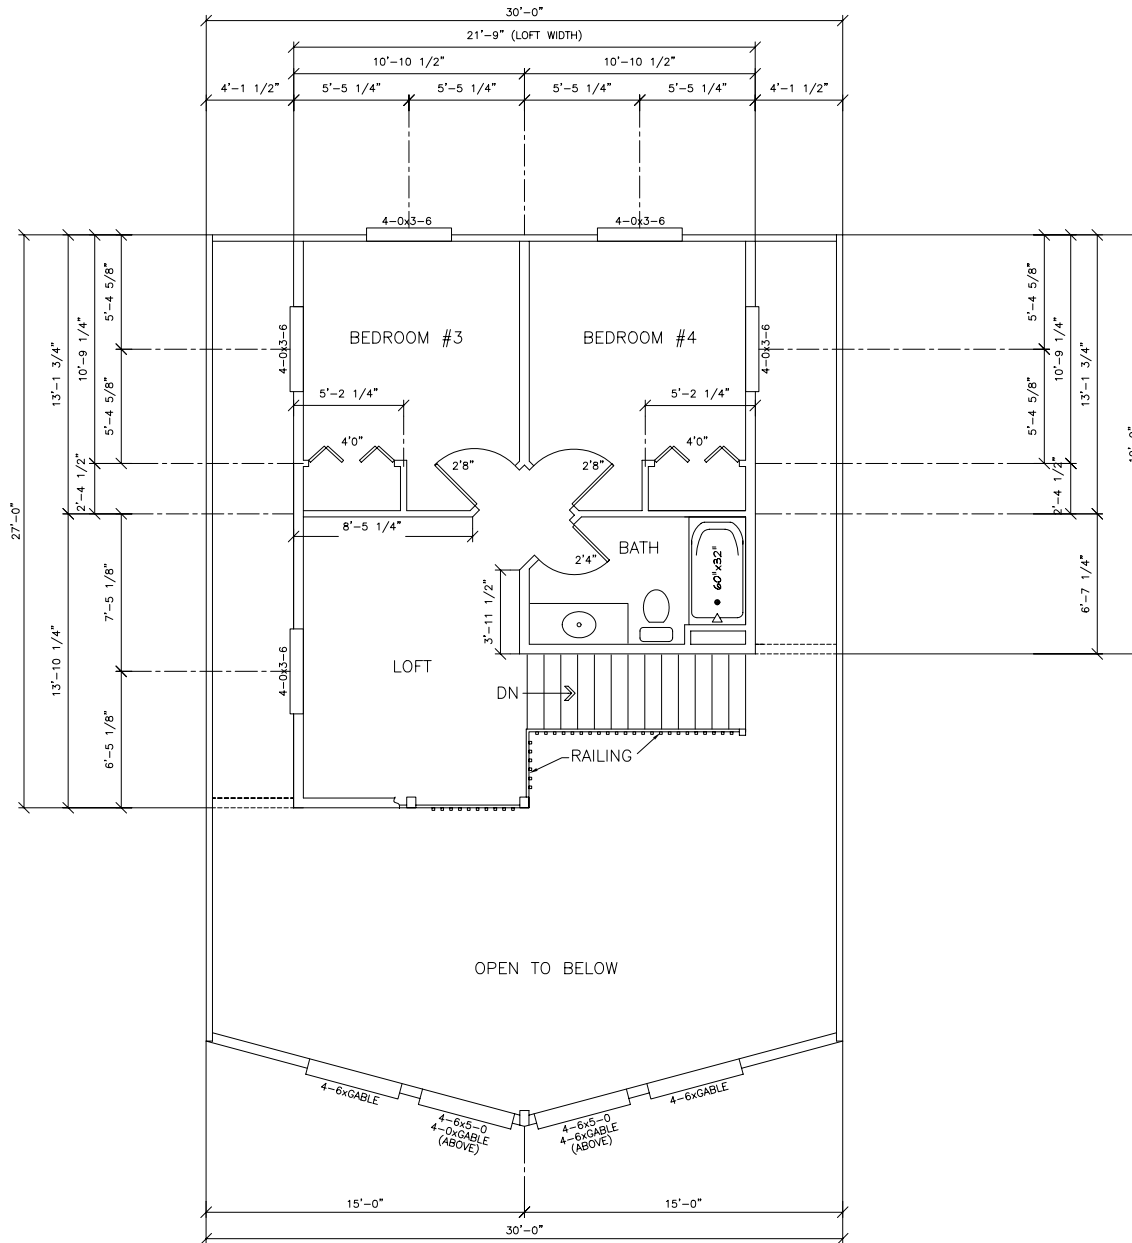 30'-0"
21'-9" (LOFT WIDTH)
10'-10 1/2" 10'-10 1/2"
4'-1 1/2" 5'-5 1/4" 5'-5 1/4" 5'-5 1/4" 5'-5 1/4" 4'-1 1/2"
4-0x3-6 4-0x3-6
27'-0"
13'-1 3/4"
10'-9 1/4"
5'-4 5/8"
5'-4 5/8"
2'-4 1/2"
13'-10 1/4"
7'-5 1/8"
6'-5 1/8"
4-0x3-6
4-0x3-6
BEDROOM #3 BEDROOM #4
4-0x3-6
5'-2 1/4" 5'-2 1/4"
4'0" 4'0"
2'8" 2'8"
8'-5 1/4"
BATH
2'4"
60"x32"
3'-11 1/2"
LOFT
DN
RAILING
5'-4 5/8"
5'-4 5/8"
10'-9 1/4"
2'-4 1/2"
13'-1 3/4"
6'-7 1/4"
OPEN TO BELOW
4-6xGABLE
4-6x5-0
4-0xGABLE
(ABOVE)
4-6x5-0
4-6xGABLE
(ABOVE)
4-6xGABLE
15'-0" 15'-0"
30'-0"